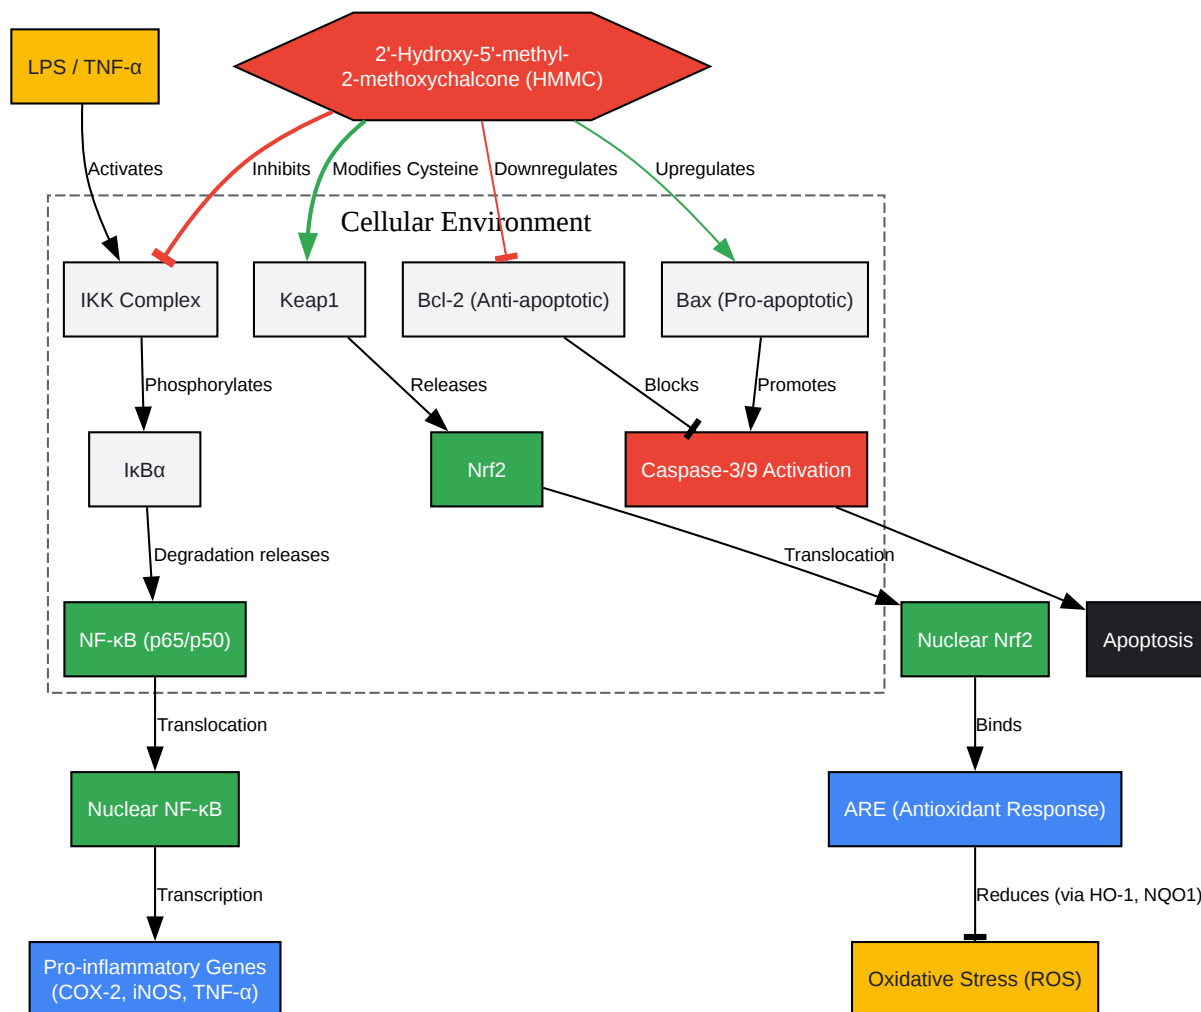 LPS / TNF-α
2'-Hydroxy-5'-methyl-
2-methoxychalcone (HMMC)
Activates
Inhibits
Modifies Cysteine
Downregulates
Upregulates
Cellular Environment
IKK Complex
Keap1
Bcl-2 (Anti-apoptotic)
Bax (Pro-apoptotic)
Phosphorylates
Releases
Blocks
Promotes
IκBα
Nrf2
Caspase-3/9 Activation
Degradation releases
Translocation
NF-κB (p65/p50)
Nuclear Nrf2
Apoptosis
Translocation
Binds
Nuclear NF-κB
ARE (Antioxidant Response)
Transcription
Reduces (via HO-1, NQO1)
Pro-inflammatory Genes
(COX-2, iNOS, TNF-α)
Oxidative Stress (ROS)